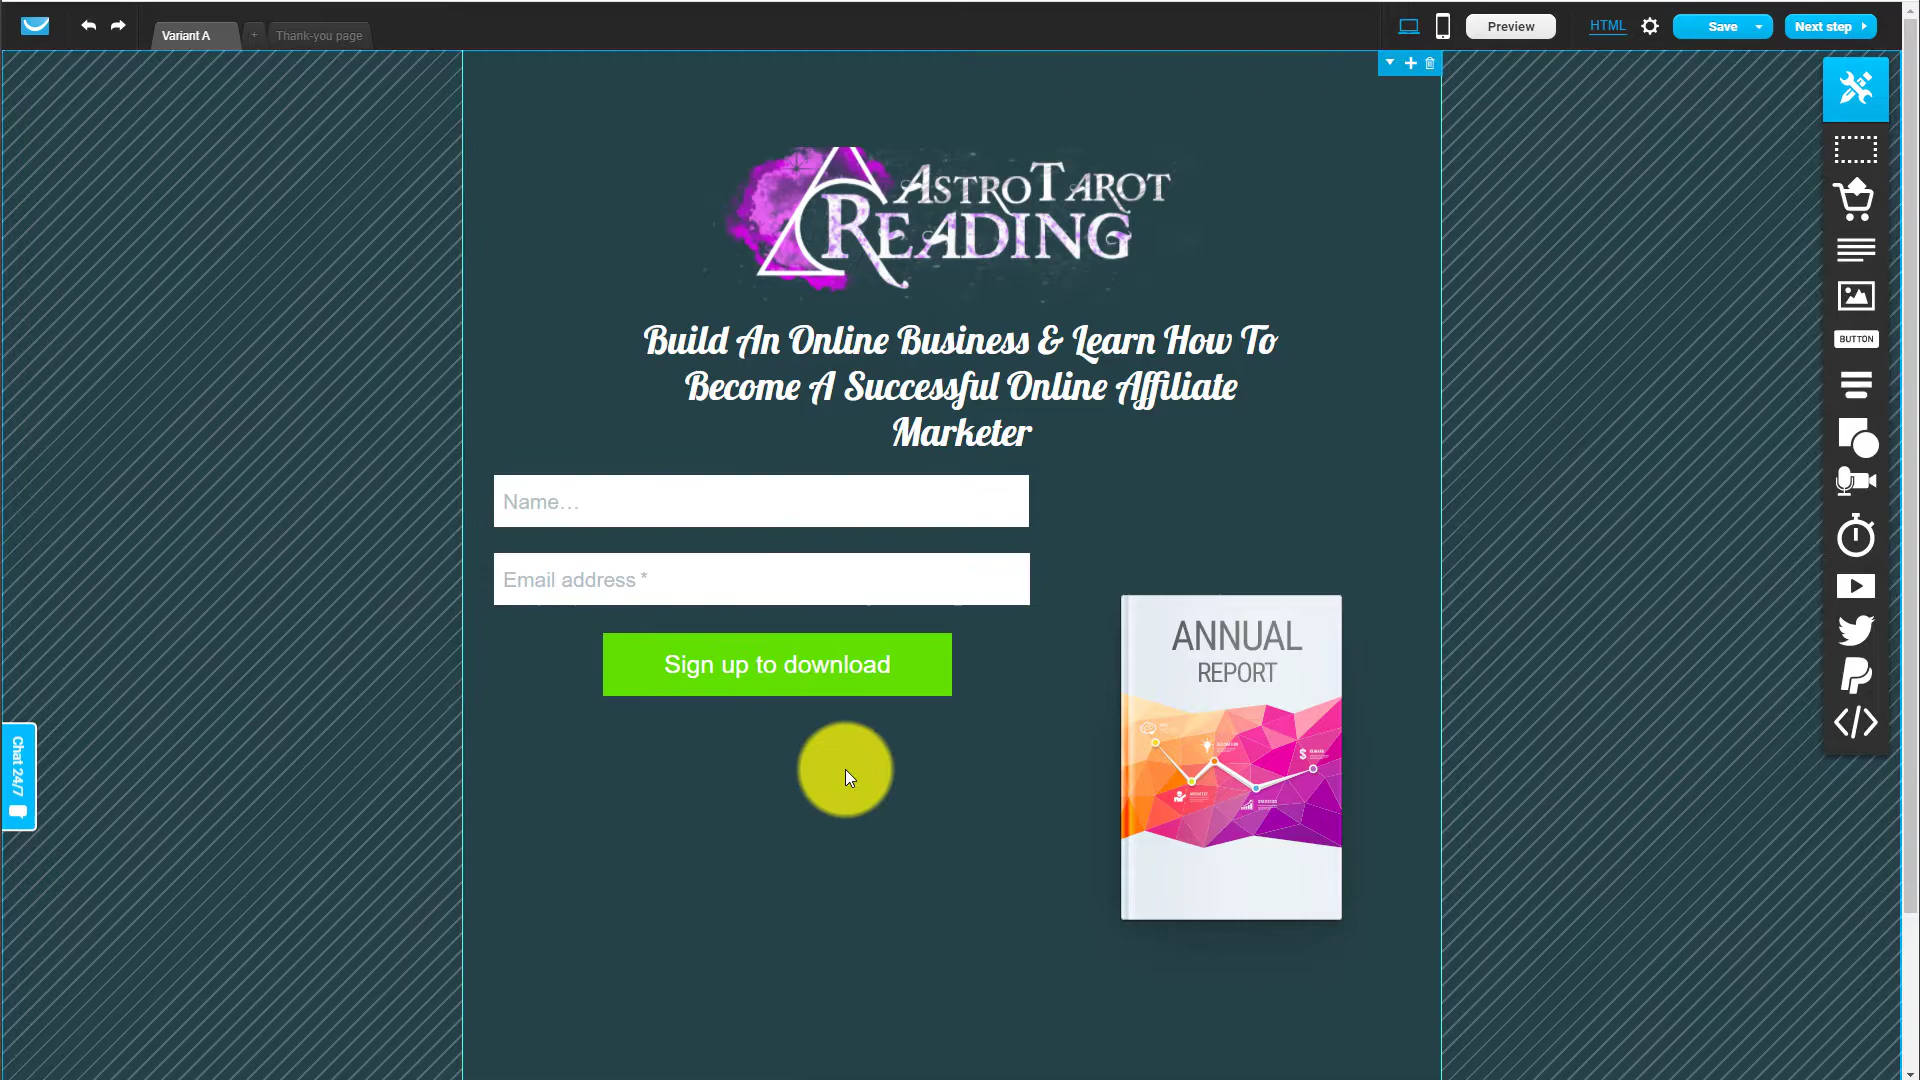 Variant A
+
Thank-you page
Preview
HTML
Save
Next step
ASTROTAROT
READING
Build An Online Business & Learn How To
Become A Successful Online Affiliate
Marketer
Name...
Email address *
Sign up to download
ANNUAL
REPORT
BUTTON
Chat 24/7